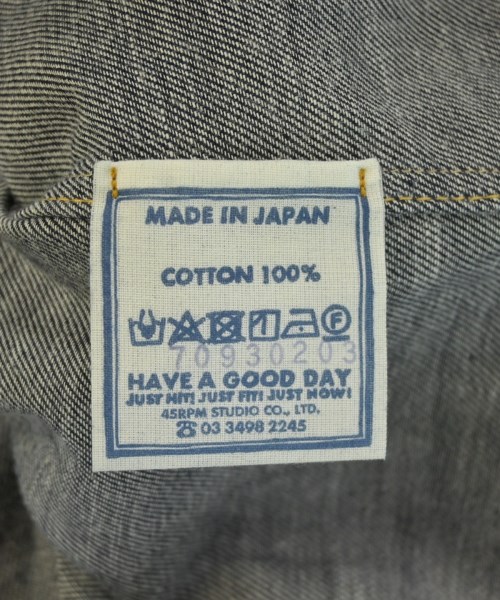 MADE IN JAPAN
COTTON 100%
F
70930203
HAVE A GOOD DAY
JUST HIT! JUST FIT! JUST NOW!
45RPM STUDIO CO., LTD.
☎ 03 3498 2245